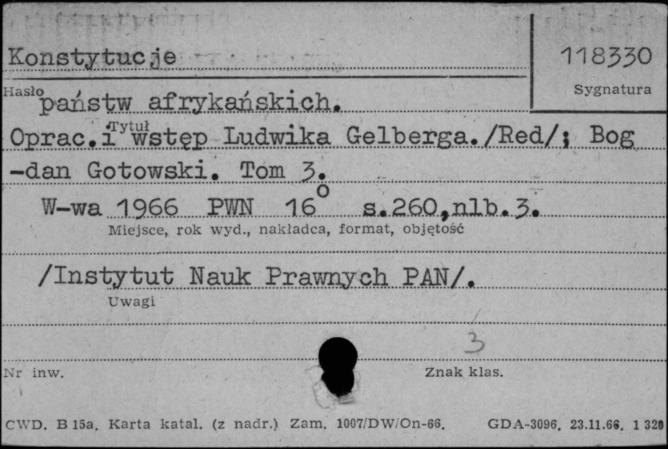 Konstytucje
118330
Hasło
Sygnatura
państw afrykańskich.
Tytuł
Oprac.i wstęp Ludwika Gelberga./Red/; Bog
-dan Gotowski. Tom 3.
W-wa 1966 PWN 16° s.260,nlb.3.
Miejsce, rok wyd., nakładca, format, objętość
/Instytut Nauk Prawnych PAN/.
Uwagi
3
Nr inw.
Znak klas.
CWD. B 15a. Karta katal. (z nadr.) Zam. 1007/DW/On-66. GDA-3096. 23.11.66. 1 320